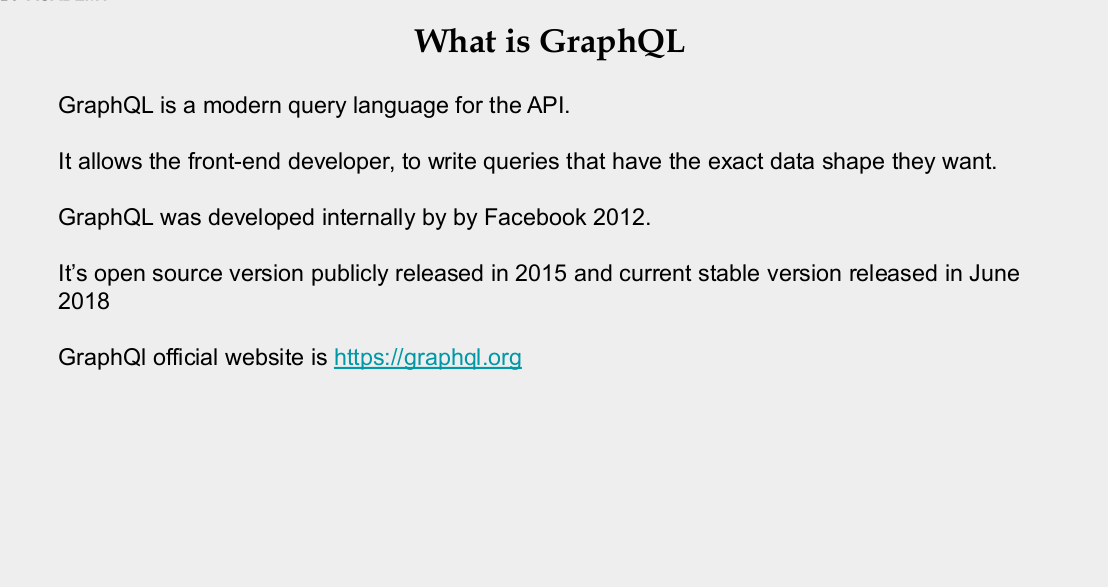 What is GraphQL
GraphQL is a modern query language for the API.
It allows the front-end developer, to write queries that have the exact data shape they want.
GraphQL was developed internally by by Facebook 2012.
It’s open source version publicly released in 2015 and current stable version released in June
2018
GraphQl official website is https://graphql.org